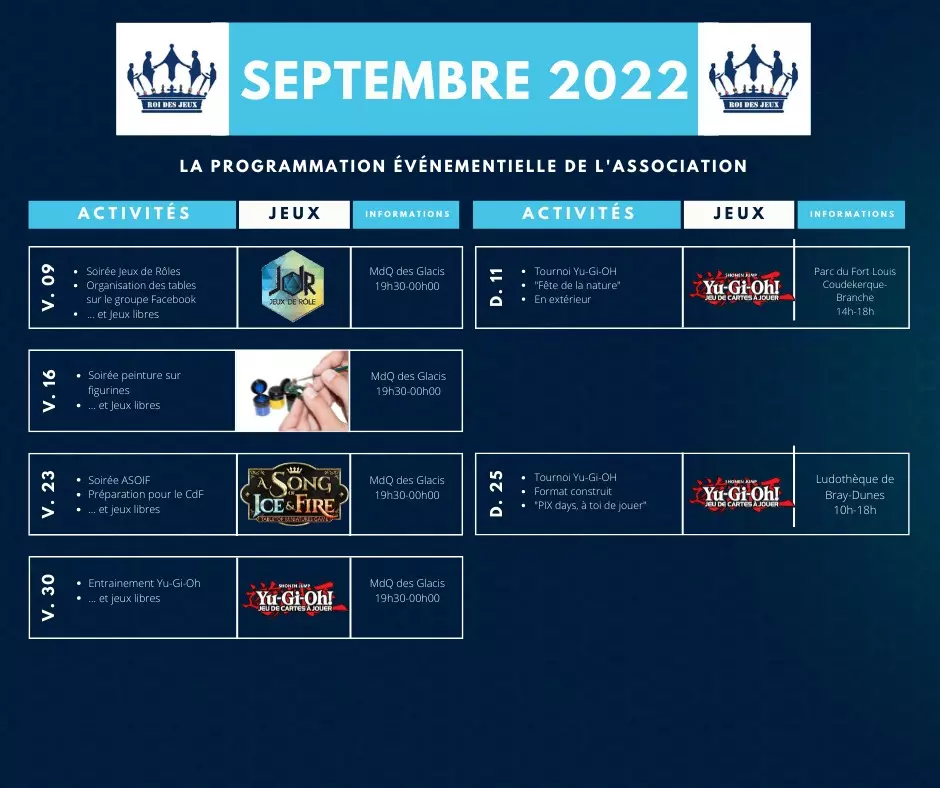 ROI DES JEUX
SEPTEMBRE 2022
ROI DES JEUX
LA PROGRAMMATION ÉVÉNEMENTIELLE DE L'ASSOCIATION
ACTIVITÉS
JEUX
INFORMATIONS
ACTIVITÉS
JEUX
INFORMATIONS
V. 09
• Soirée Jeux de Rôles
• Organisation des tables
sur le groupe Facebook
• ... et Jeux libres
JDR
JEUX DE RÔLE
MdQ des Glacis
19h30-00h00
D. 11
• Tournoi Yu-Gi-OH
• "Fête de la nature"
• En extérieur
SHONEN JUMP
Yu-Gi-Oh!
JEU DE CARTES À JOUER
Parc du Fort Louis
Coudekerque-
Branche
14h-18h
V. 16
• Soirée peinture sur
figurines
• ... et Jeux libres
MdQ des Glacis
19h30-00h00
V. 23
• Soirée ASOIF
• Préparation pour le CdF
• ... et jeux libres
A SONG
OF
ICE & FIRE
TABLETOP MINIATURES GAME
MdQ des Glacis
19h30-00h00
D. 25
• Tournoi Yu-Gi-OH
• Format construit
• "PIX days, à toi de jouer"
SHONEN JUMP
Yu-Gi-Oh!
JEU DE CARTES À JOUER
Ludothèque de
Bray-Dunes
10h-18h
V. 30
• Entrainement Yu-Gi-Oh
• ... et jeux libres
SHONEN JUMP
Yu-Gi-Oh!
JEU DE CARTES À JOUER
MdQ des Glacis
19h30-00h00